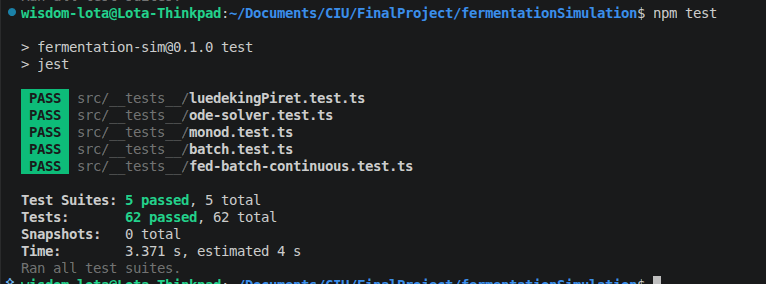 Ran all test suites.
wisdom-lota@Lota-Thinkpad:~/Documents/CIU/FinalProject/fermentationSimulation$ npm test
> fermentation-sim@0.1.0 test
> jest
PASS src/__tests__/luedekingPiret.test.ts
PASS src/__tests__/ode-solver.test.ts
PASS src/__tests__/monod.test.ts
PASS src/__tests__/batch.test.ts
PASS src/__tests__/fed-batch-continuous.test.ts
Test Suites: 5 passed, 5 total
Tests: 62 passed, 62 total
Snapshots: 0 total
Time: 3.371 s, estimated 4 s
Ran all test suites.
wisdom-lota@Lota-Thinkpad:~/Documents/CIU/FinalProject/fermentationSimulation$